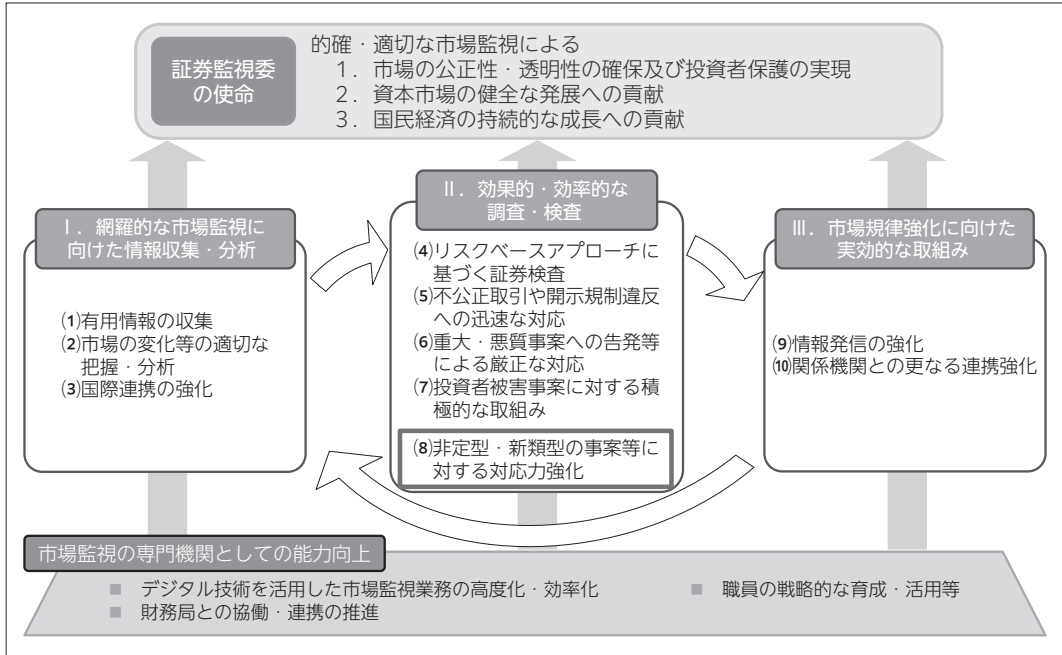 証券監視委
の使命
的確・適切な市場監視による
1．市場の公正性・透明性の確保及び投資者保護の実現
2．資本市場の健全な発展への貢献
3．国民経済の持続的な成長への貢献
Ⅰ．網羅的な市場監視に
向けた情報収集・分析
⑴有用情報の収集
⑵市場の変化等の適切な
把握・分析
⑶国際連携の強化
Ⅱ．効果的・効率的な
調査・検査
⑷リスクベースアプローチに
基づく証券検査
⑸不公正取引や開示規制違反
への迅速な対応
⑹重大・悪質事案への告発等
による厳正な対応
⑺投資者被害事案に対する積
極的な取組み
⑻非定型・新類型の事案等に
対する対応力強化
Ⅲ．市場規律強化に向けた
実効的な取組み
⑼情報発信の強化
⑽関係機関との更なる連携強化
市場監視の専門機関としての能力向上
■ デジタル技術を活用した市場監視業務の高度化・効率化
■ 財務局との協働・連携の推進
■ 職員の戦略的な育成・活用等